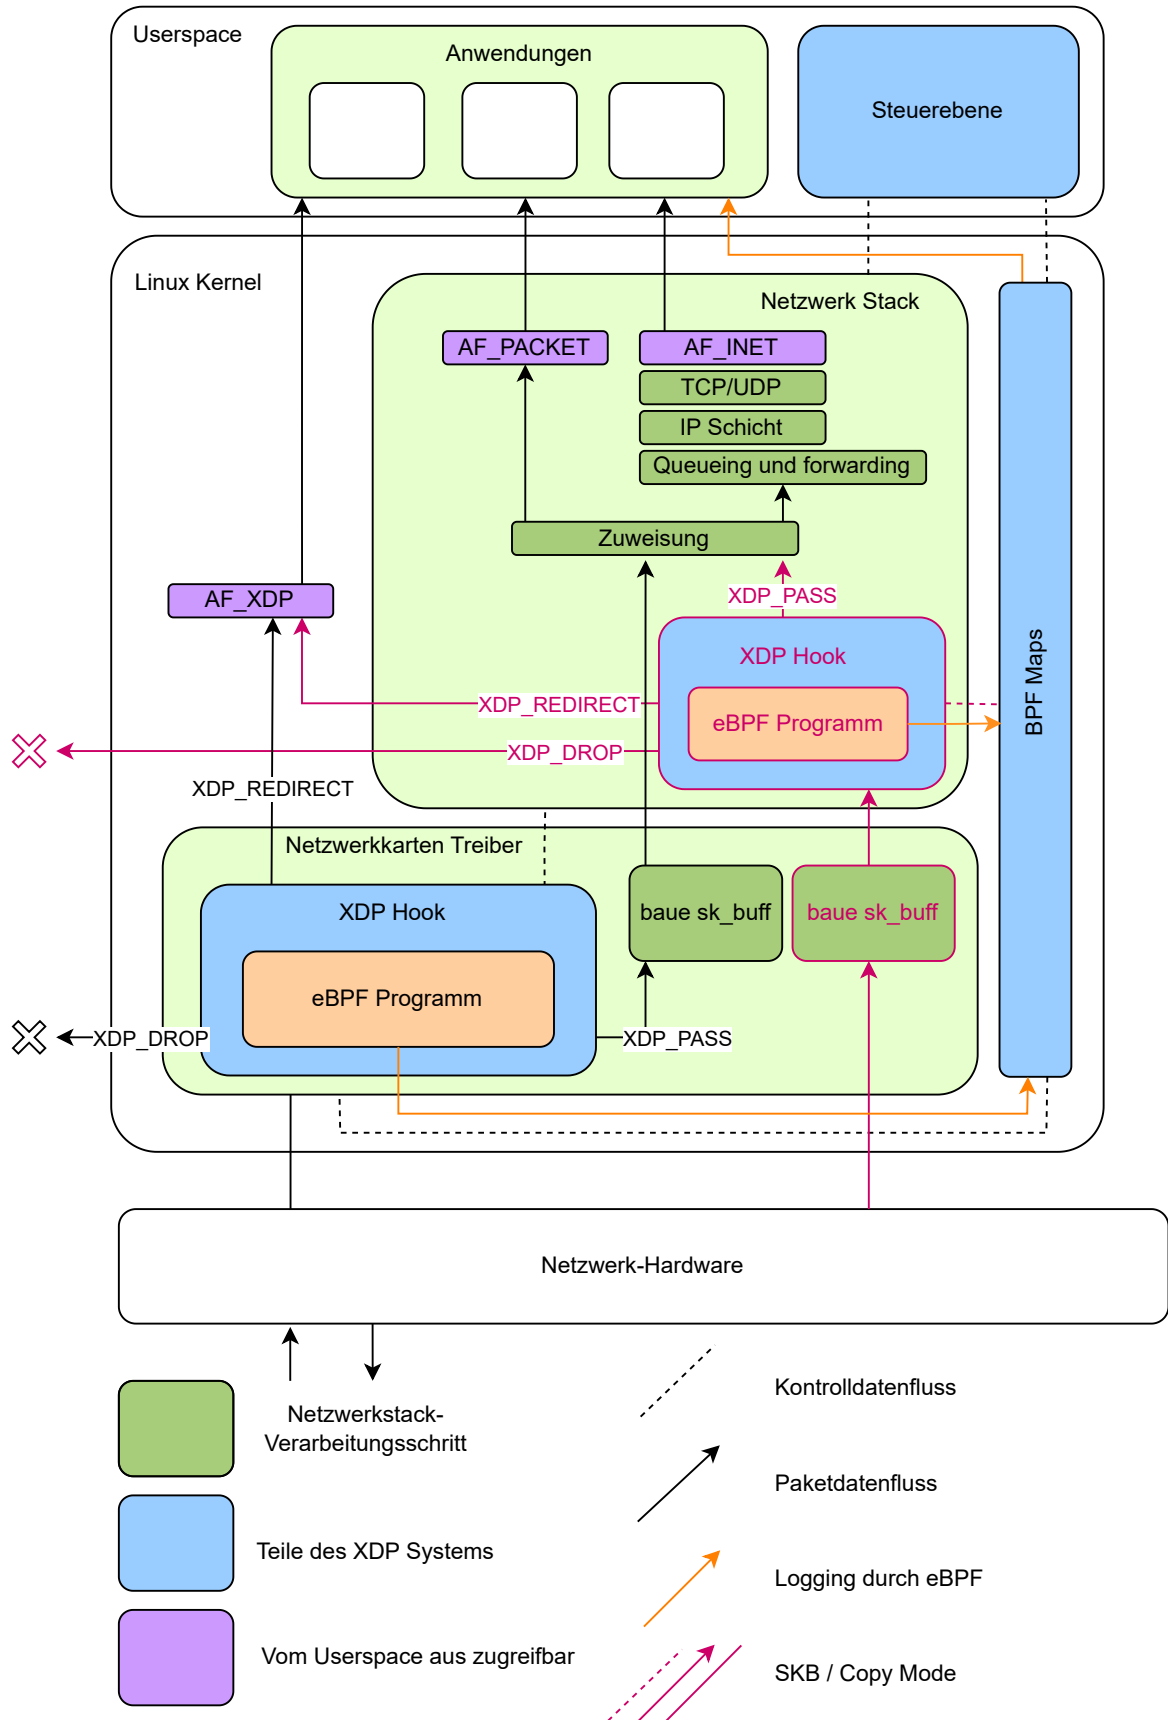 Userspace
Anwendungen
Steuerebene
Linux Kernel
Netzwerk Stack
AF_PACKET
AF_INET
TCP/UDP
IP Schicht
Queueing und forwarding
Zuweisung
AF_XDP
XDP_PASS
XDP Hook
XDP_REDIRECT
eBPF Programm
BPF Maps
XDP_DROP
XDP_REDIRECT
Netzwerkkarten Treiber
XDP Hook
baue sk_buff
baue sk_buff
eBPF Programm
XDP_DROP
XDP_PASS
Netzwerk-Hardware
Netzwerkstack-
Verarbeitungsschritt
Teile des XDP Systems
Vom Userspace aus zugreifbar
Kontrolldatenfluss
Paketdatenfluss
Logging durch eBPF
SKB / Copy Mode